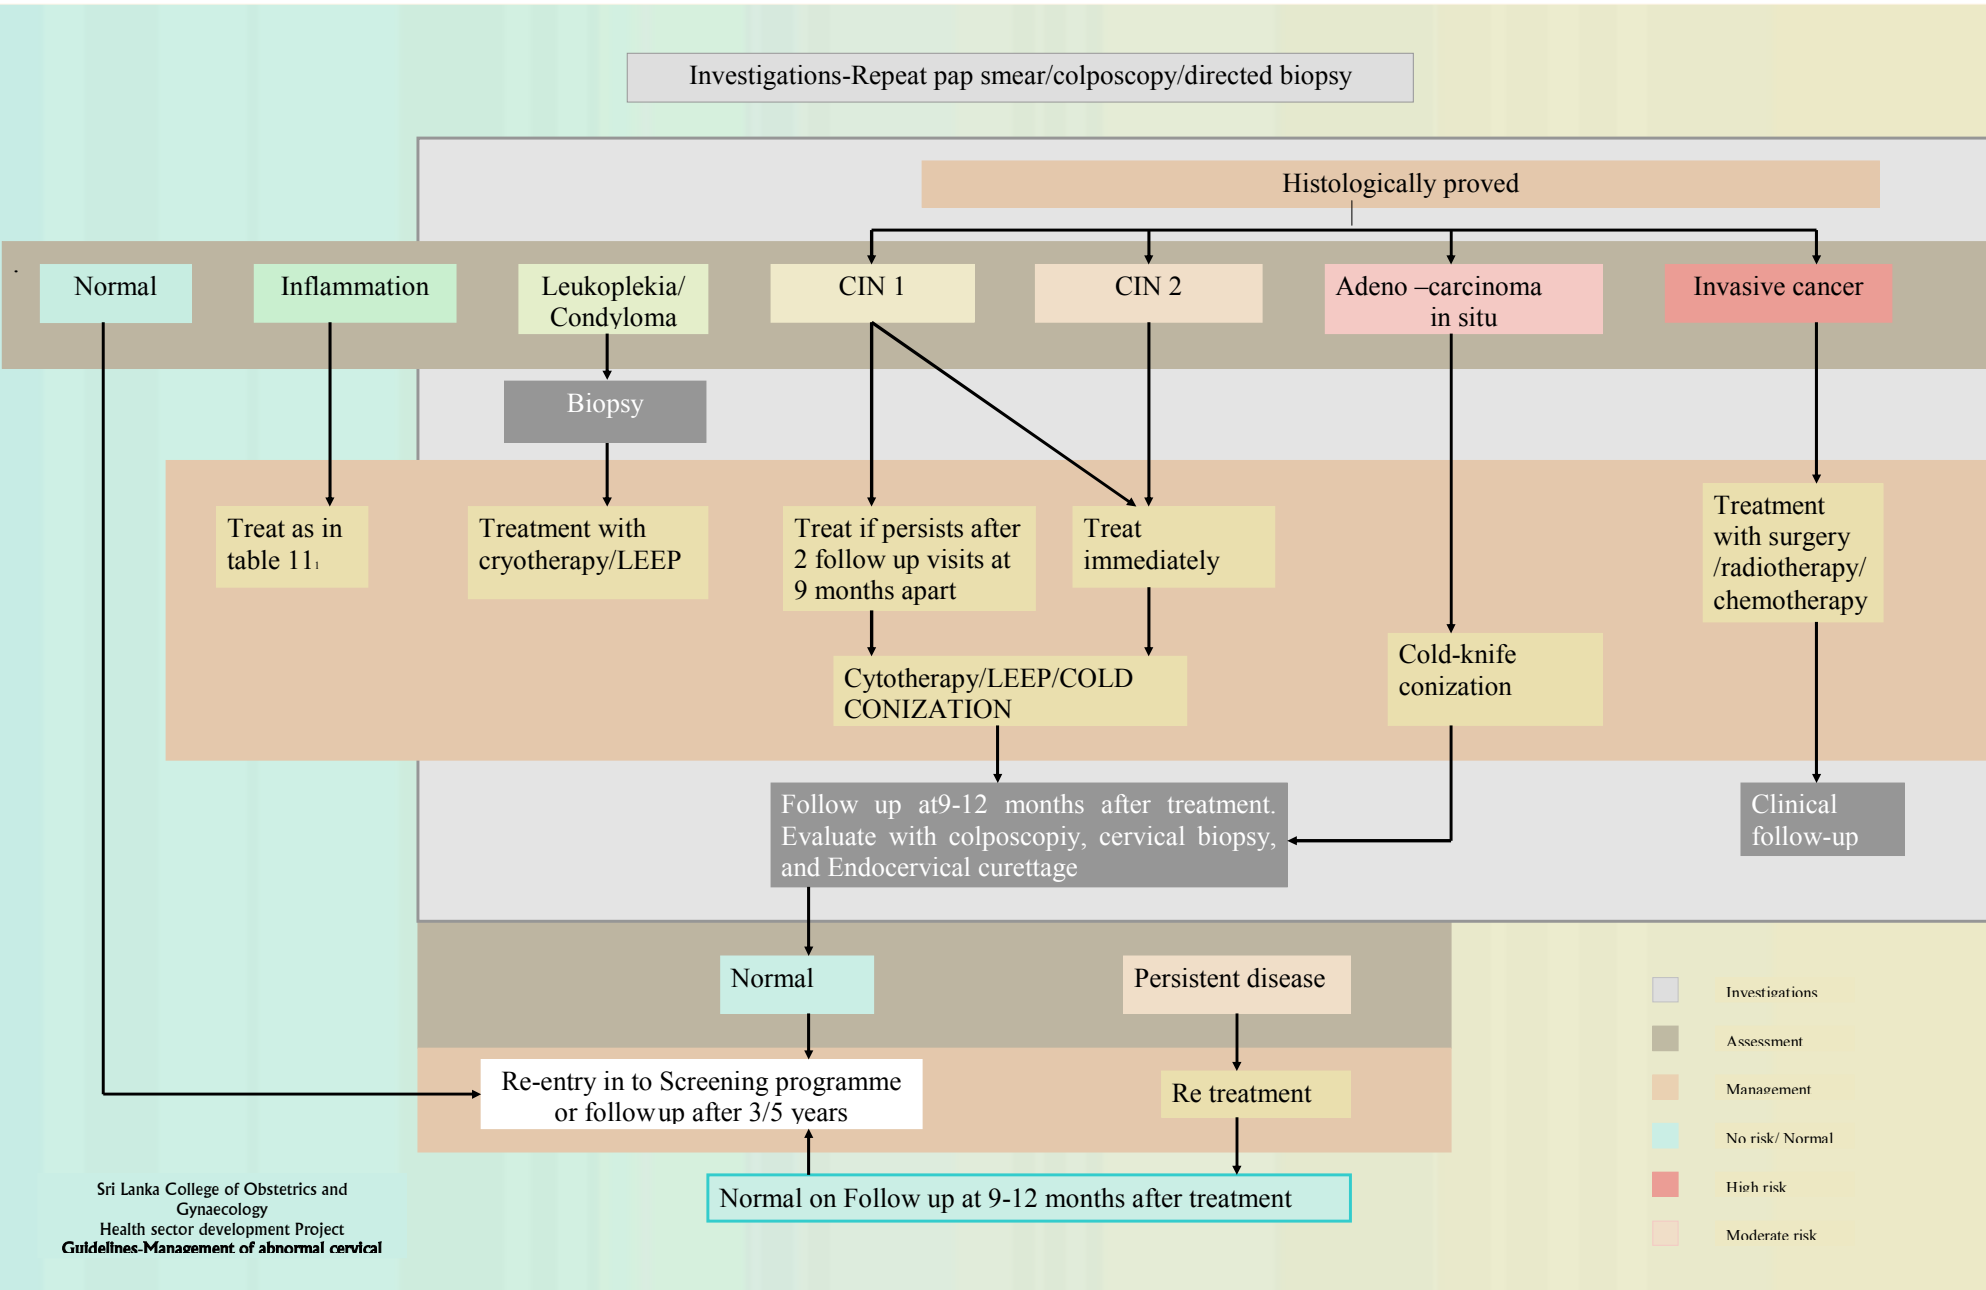 Investigations-Repeat pap smear/colposcopy/directed biopsy
Histologically proved
.
Normal
Inflammation
Leukoplekia/
Condyloma
CIN 1
CIN 2
Adeno –carcinoma
in situ
Invasive cancer
Biopsy
Treat as in
table 11₁
Treatment with
cryotherapy/LEEP
Treat if persists after
2 follow up visits at
9 months apart
Treat
immediately
Treatment
with surgery
/radiotherapy/
chemotherapy
Cytotherapy/LEEP/COLD
CONIZATION
Cold-knife
conization
Follow up at9-12 months after treatment.
Evaluate with colposcopiy, cervical biopsy,
and Endocervical curettage
Clinical
follow-up
Normal
Persistent disease
Re-entry in to Screening programme
or followup after 3/5 years
Re treatment
Normal on Follow up at 9-12 months after treatment
Investigations
Assessment
Management
No risk/ Normal
High risk
Moderate risk
Sri Lanka College of Obstetrics and
Gynaecology
Health sector development Project
Guidelines-Management of abnormal cervical